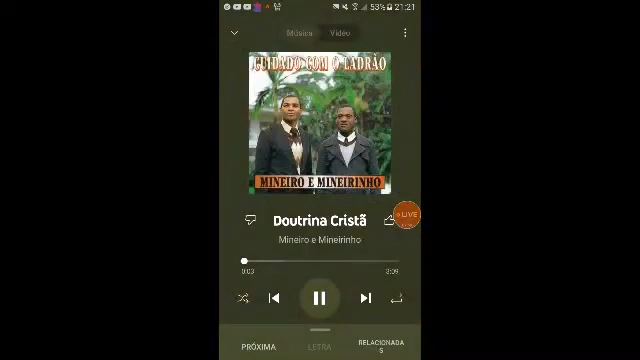 53% 21:21
Música Vídeo
CUIDADO COM O LADRÃO
MINEIRO E MINEIRINHO
Doutrina Cristã
LIVE
Mineiro e Mineirinho
0:03 3:09
PRÓXIMA LETRA RELACIONADA
S